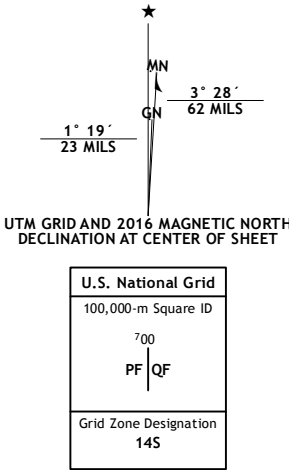 ★
MN
3° 28´
62 MILS
GN
1° 19´
23 MILS
UTM GRID AND 2016 MAGNETIC NORTH
DECLINATION AT CENTER OF SHEET
U.S. National Grid
100,000-m Square ID
⁷00
PF QF
Grid Zone Designation
14S